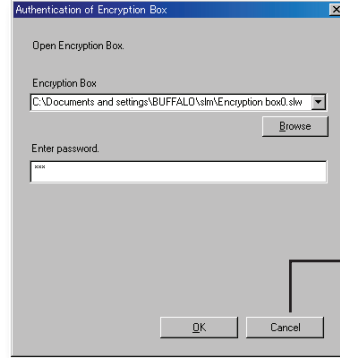 Authentication of Encryption Box
Open Encryption Box.
Encryption Box
C:\Documents and settings\BUFFALO\slm\Encryption box0.slw
Browse
Enter password.
***
OK
Cancel